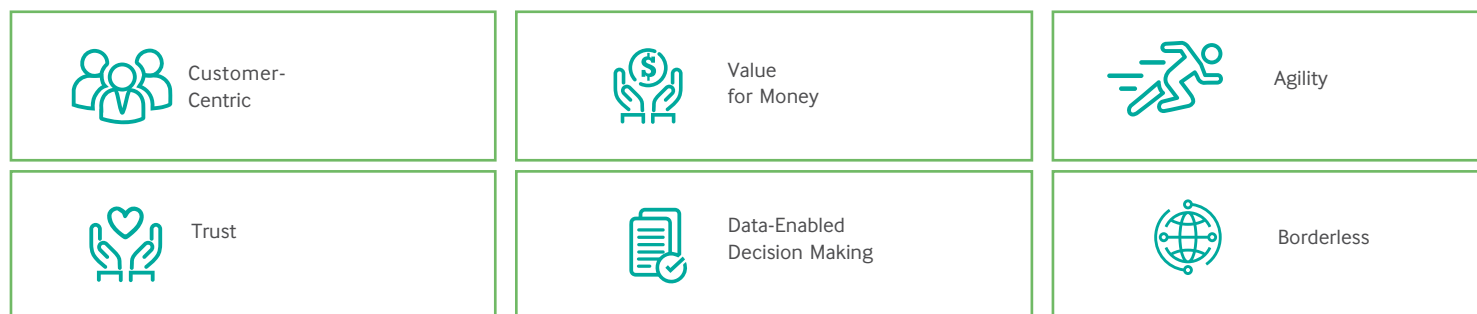 Customer-
Centric
Value
for Money
Agility
Trust
Data-Enabled
Decision Making
Borderless